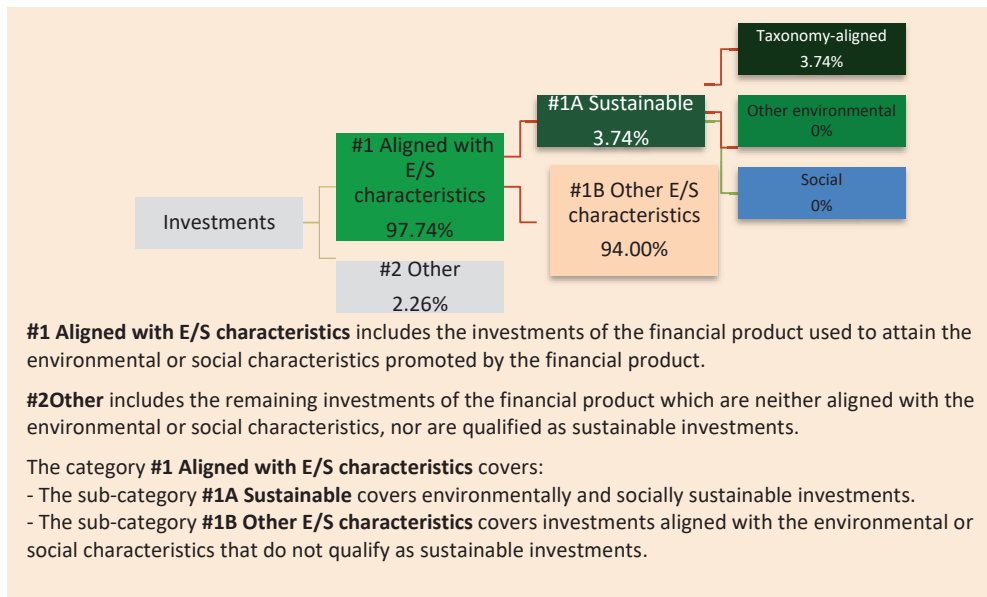 Investments
#1 Aligned with
E/S
characteristics
97.74%
#2 Other
2.26%
#1A Sustainable
3.74%
#1B Other E/S
characteristics
94.00%
Taxonomy-aligned
3.74%
Other environmental
0%
Social
0%
#1 Aligned with E/S characteristics includes the investments of the financial product used to attain the
environmental or social characteristics promoted by the financial product.
#2Other includes the remaining investments of the financial product which are neither aligned with the
environmental or social characteristics, nor are qualified as sustainable investments.
The category #1 Aligned with E/S characteristics covers:
- The sub-category #1A Sustainable covers environmentally and socially sustainable investments.
- The sub-category #1B Other E/S characteristics covers investments aligned with the environmental or
social characteristics that do not qualify as sustainable investments.